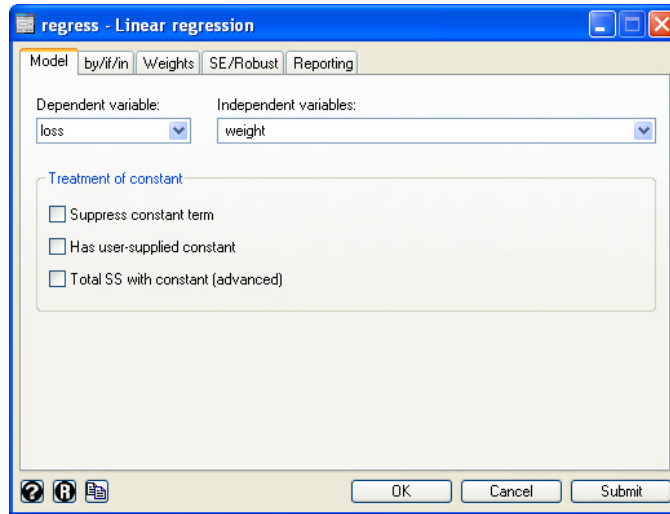 regress - Linear regression
Model by/if/in Weights SE/Robust Reporting
Dependent variable: Independent variables:
loss weight
Treatment of constant
Suppress constant term
Has user-supplied constant
Total SS with constant (advanced)
? R OK Cancel Submit